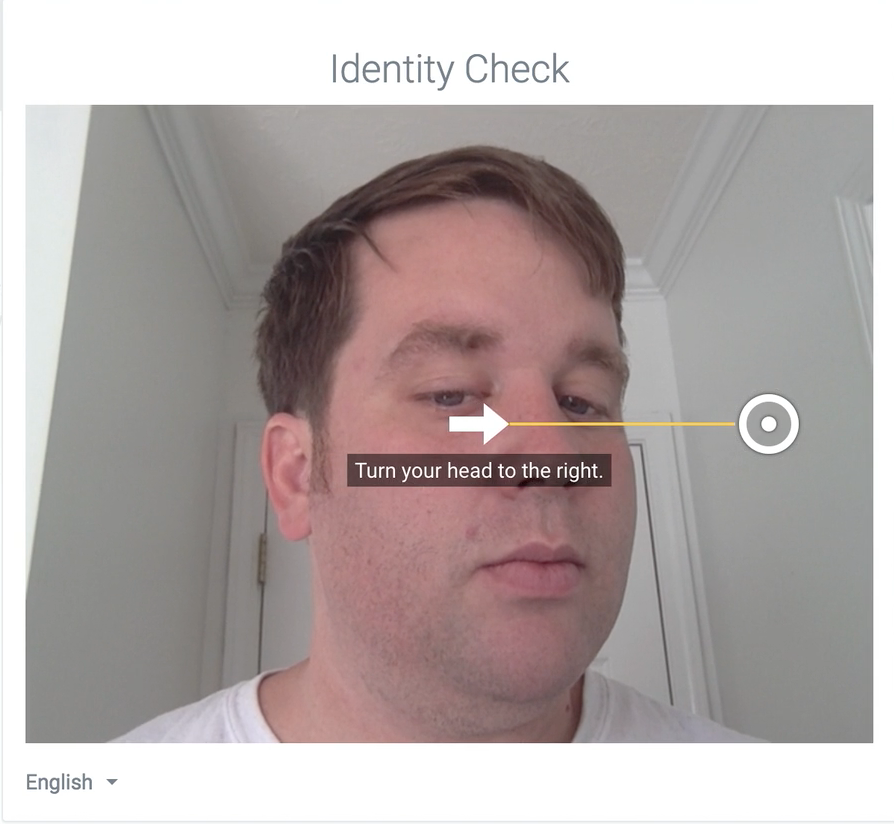 Identity Check
Turn your head to the right.
English